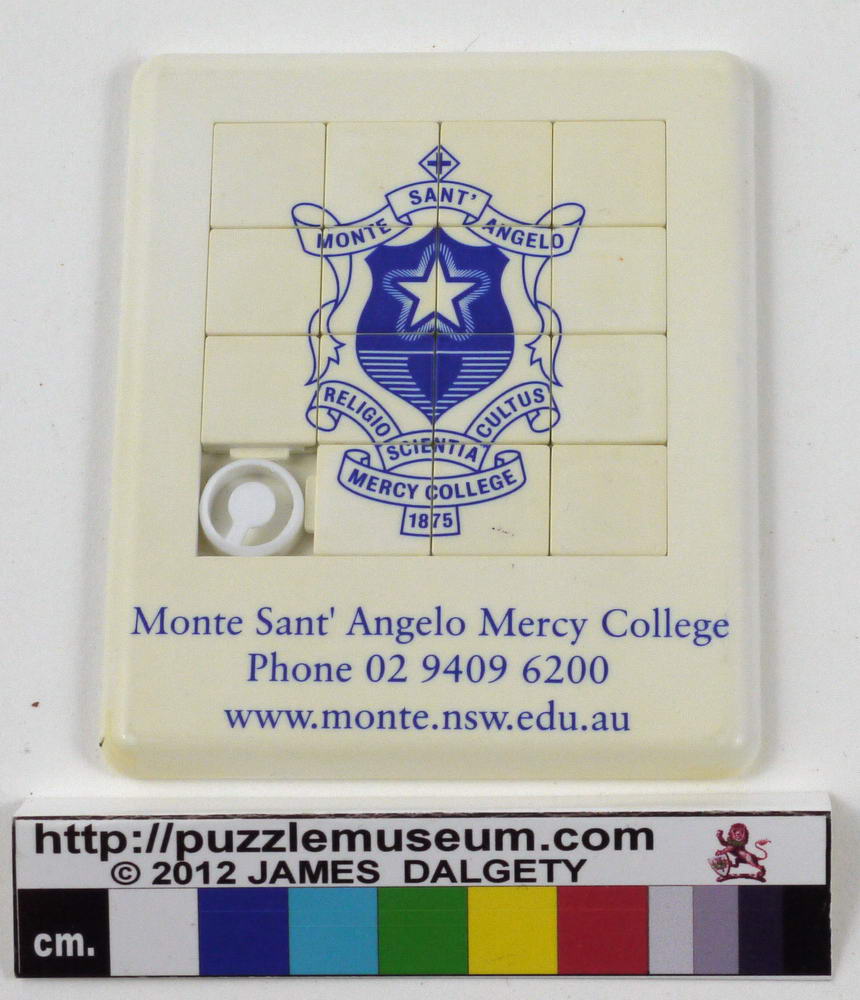 SANT'
MONTE ANGELO
RELIGIO CULTUS
SCIENTIA
MERCY COLLEGE
1875
Monte Sant' Angelo Mercy College
Phone 02 9409 6200
www.monte.nsw.edu.au
http://puzzlemuseum.com
© 2012 JAMES DALGETY
cm.